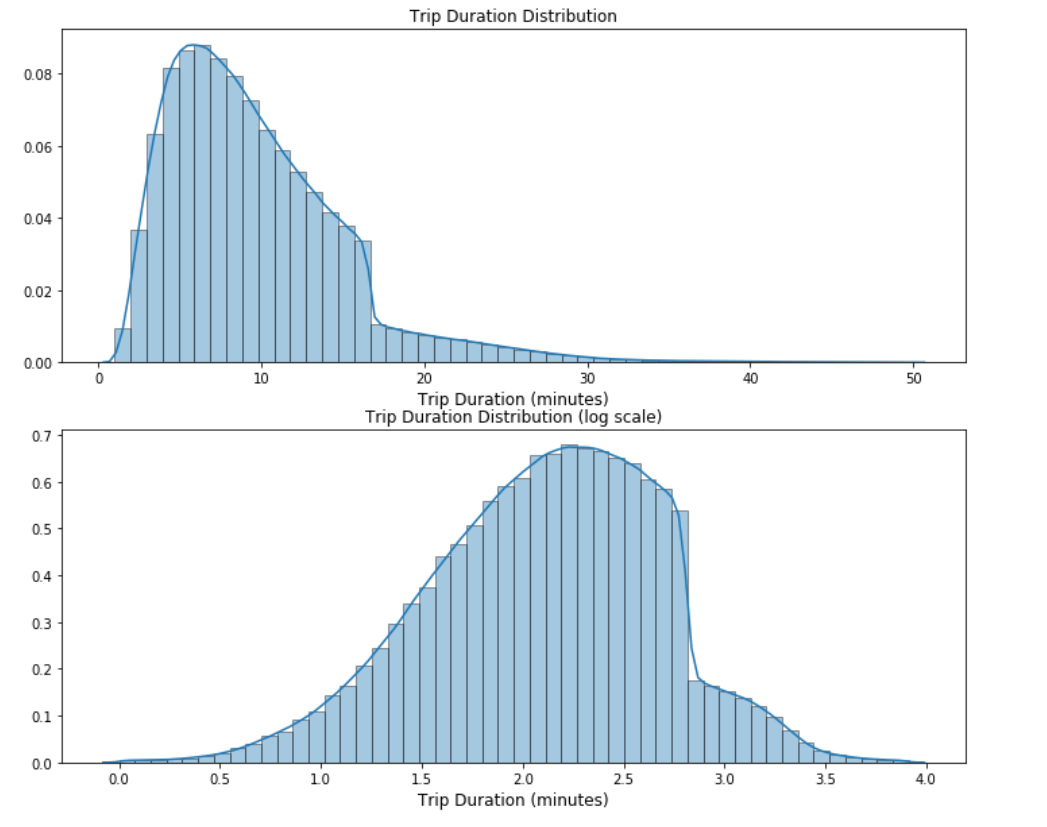 Trip Duration Distribution
0.08
0.06
0.04
0.02
0.00
0 10 20 30 40 50
Trip Duration (minutes)
Trip Duration Distribution (log scale)
0.7
0.6
0.5
0.4
0.3
0.2
0.1
0.0
0.0 0.5 1.0 1.5 2.0 2.5 3.0 3.5 4.0
Trip Duration (minutes)